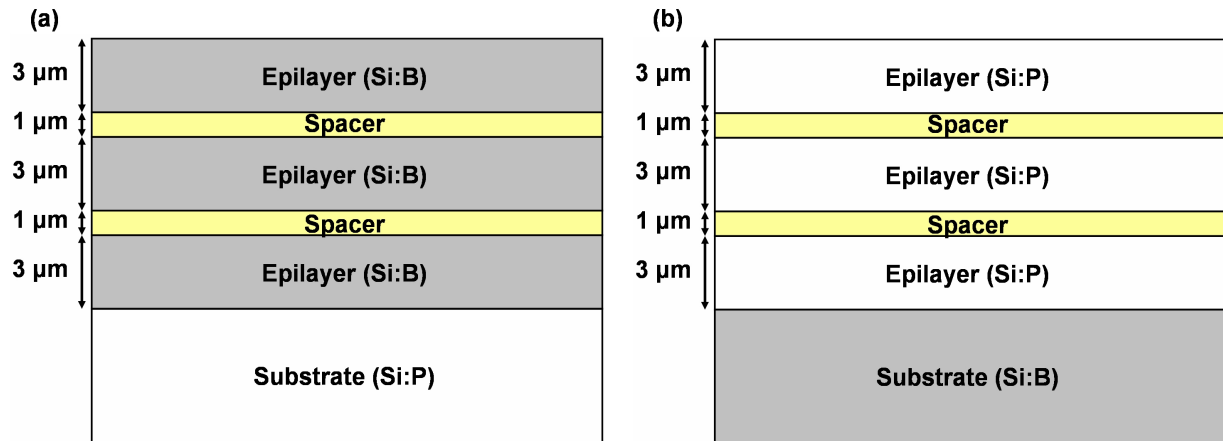 (a)
3 µm
Epilayer (Si:B)
1 µm
Spacer
3 µm
Epilayer (Si:B)
1 µm
Spacer
3 µm
Epilayer (Si:B)
Substrate (Si:P)
(b)
3 µm
Epilayer (Si:P)
1 µm
Spacer
3 µm
Epilayer (Si:P)
1 µm
Spacer
3 µm
Epilayer (Si:P)
Substrate (Si:B)